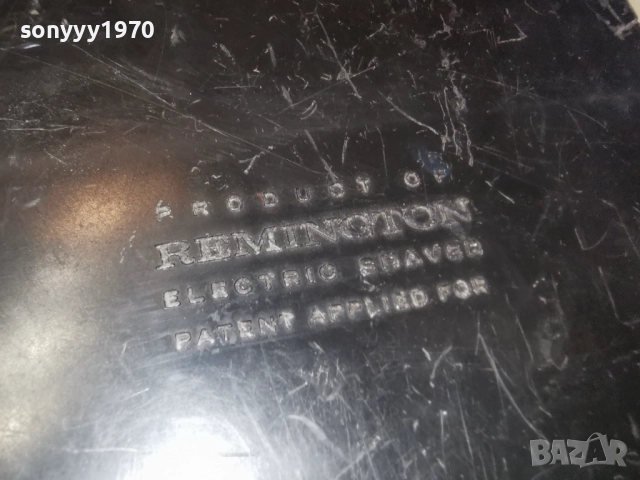 sonyyy1970
PRODUCT OF
REMINGTON
ELECTRIC SHAVER
PATENT APPLIED FOR
BAZAR